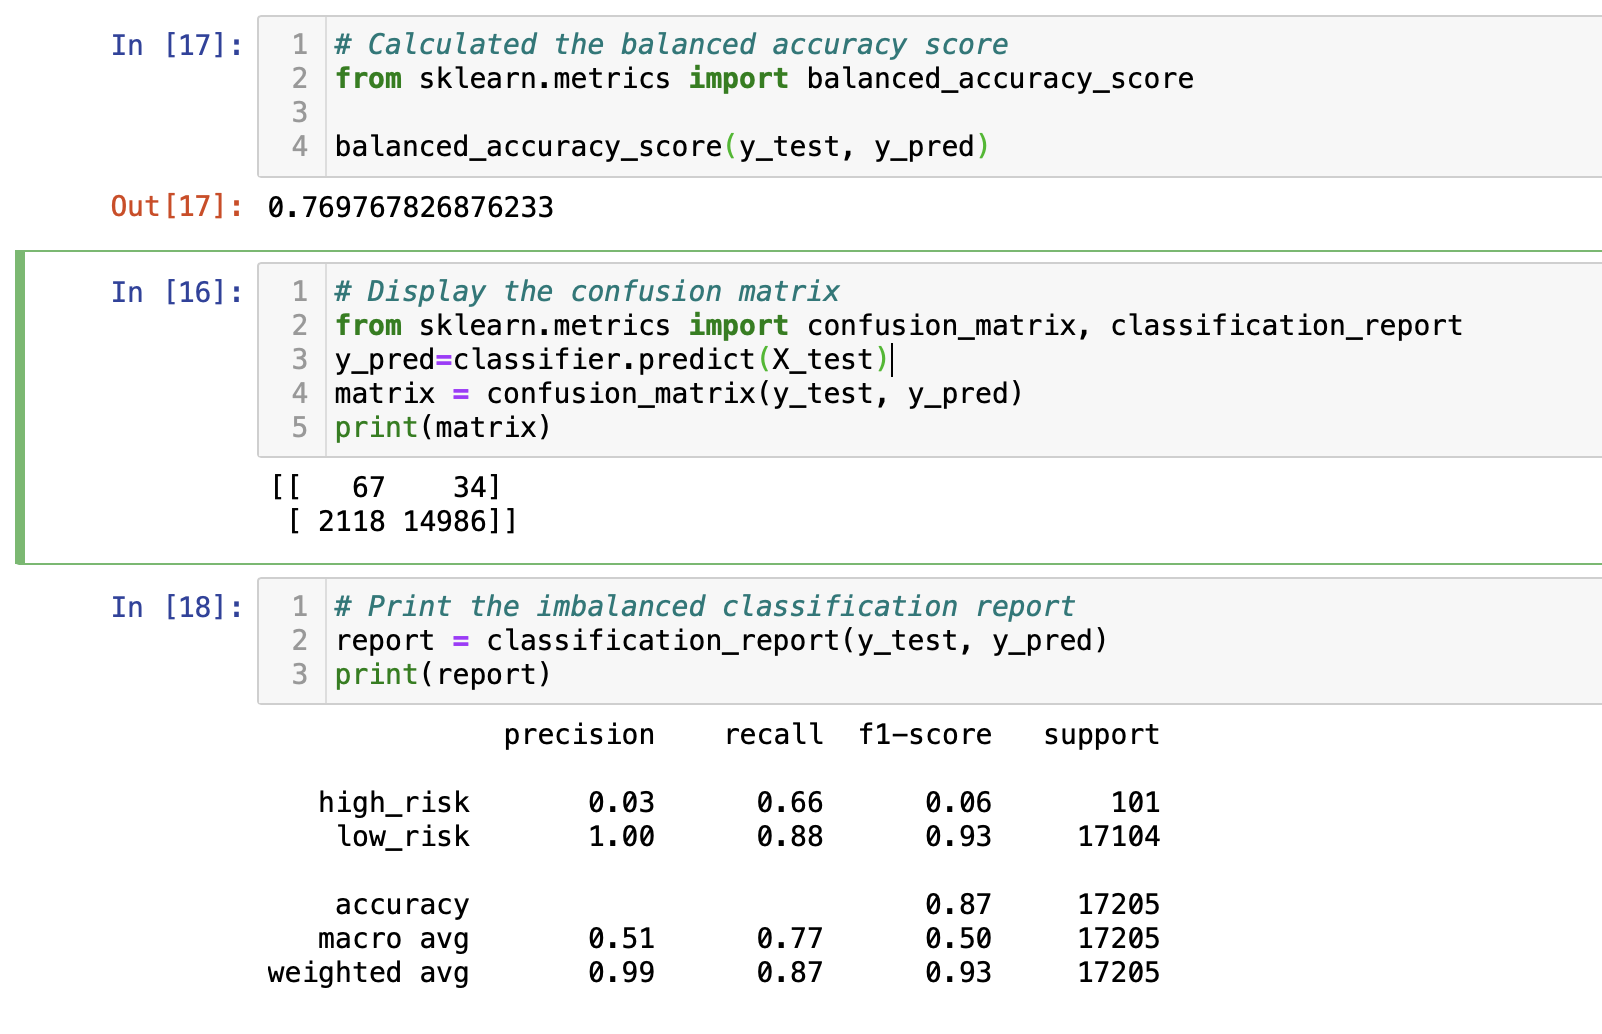 In [17]:
1 # Calculated the balanced accuracy score
2 from sklearn.metrics import balanced_accuracy_score
3
4 balanced_accuracy_score(y_test, y_pred)
Out[17]: 0.769767826876233
In [16]:
1 # Display the confusion matrix
2 from sklearn.metrics import confusion_matrix, classification_report
3 y_pred=classifier.predict(X_test)
4 matrix = confusion_matrix(y_test, y_pred)
5 print(matrix)
[[   67    34]
 [ 2118 14986]]
In [18]:
1 # Print the imbalanced classification report
2 report = classification_report(y_test, y_pred)
3 print(report)
precision    recall  f1-score   support
high_risk       0.03      0.66      0.06       101
low_risk       1.00      0.88      0.93     17104
accuracy                           0.87     17205
macro avg       0.51      0.77      0.50     17205
weighted avg       0.99      0.87      0.93     17205